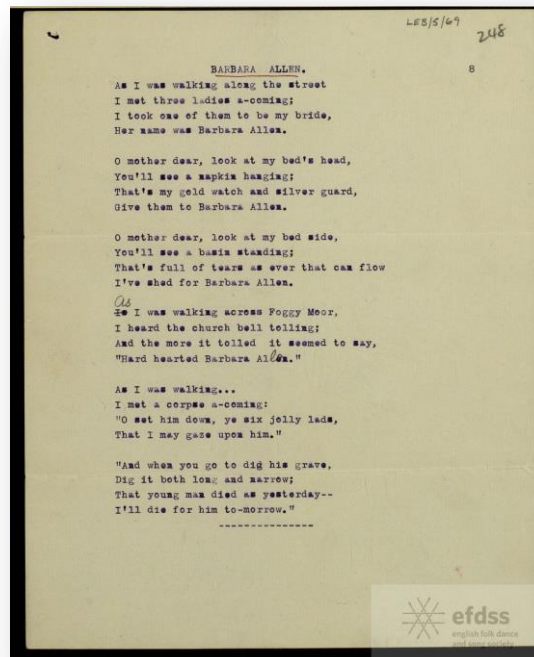 LEB/5/69
248
BARBARA ALLEN.
8
As I was walking along the street
I met three ladies a-coming;
I took one of them to be my bride,
Her name was Barbara Allen.
O mother dear, look at my bed's head,
You'll see a napkin hanging;
That's my gold watch and silver guard,
Give them to Barbara Allen.
O mother dear, look at my bed side,
You'll see a basin standing;
That's full of tears as ever that can flow
I've shed for Barbara Allen.
As
Is I was walking across Foggy Moor,
I heard the church bell tolling;
And the more it tolled it seemed to say,
"Hard hearted Barbara Allen."
As I was walking...
I met a corpse a-coming:
"O set him down, ye six jolly lads,
That I may gaze upon him."
"And when you go to dig his grave,
Dig it both long and narrow;
That young man died as yesterday--
I'll die for him to-morrow."
---------------
efdss
english folk dance
and song society